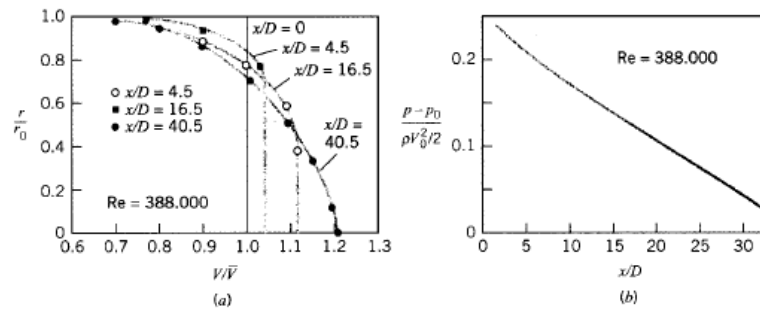 x/D = 0
x/D = 4.5
x/D = 16.5
x/D =
40.5
○ x/D = 4.5
■ x/D = 16.5
● x/D = 40.5
Re = 388.000
r
r0
1.0
0.8
0.6
0.4
0.2
0
0.6 0.7 0.8 0.9 1.0 1.1 1.2 1.3
V/V̅
(a)
0.2
0.1
0
p − p0
ρV0²/2
Re = 388.000
0 5 10 15 20 25 30
x/D
(b)